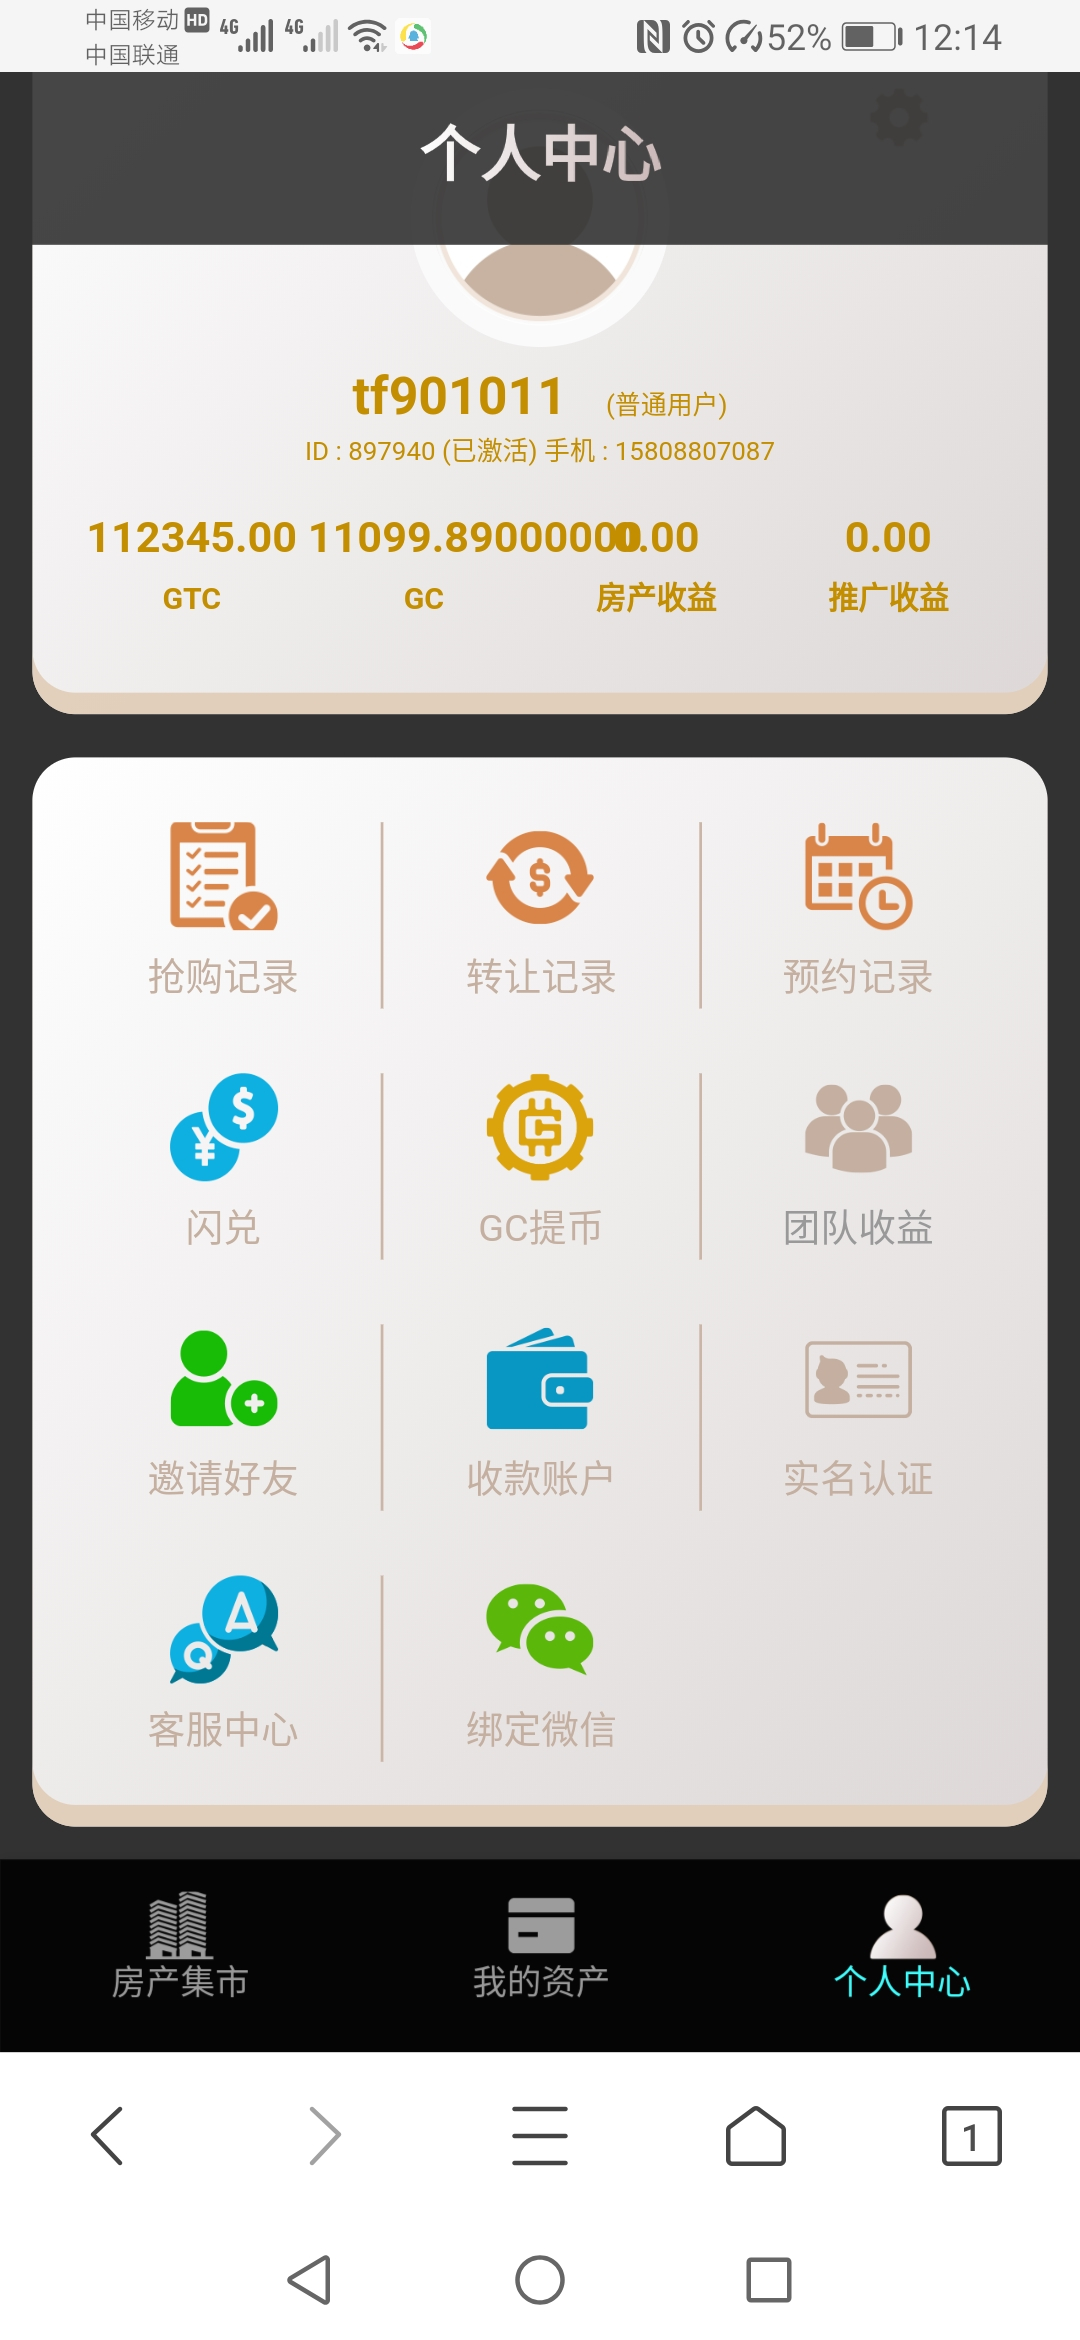 中国移动 HD 4G 4G 52% 12:14
中国联通
个人中心
tf901011 (普通用户)
ID : 897940 (已激活) 手机 : 15808807087
112345.00 11099.89000000 0.00 0.00
GTC GC 房产收益 推广收益
抢购记录 转让记录 预约记录
闪兑 GC提币 团队收益
邀请好友 收款账户 实名认证
Q A
客服中心 绑定微信
房产集市 我的资产 个人中心
1